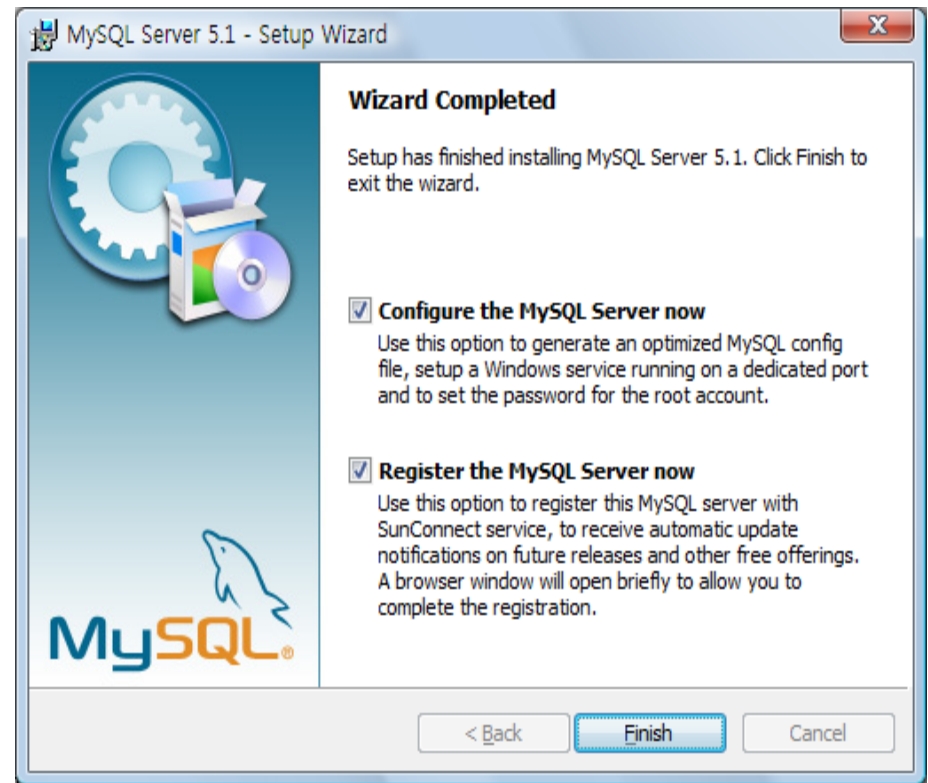 MySQL Server 5.1 - Setup Wizard
Wizard Completed
Setup has finished installing MySQL Server 5.1. Click Finish to
exit the wizard.
Configure the MySQL Server now
Use this option to generate an optimized MySQL config
file, setup a Windows service running on a dedicated port
and to set the password for the root account.
Register the MySQL Server now
Use this option to register this MySQL server with
SunConnect service, to receive automatic update
notifications on future releases and other free offerings.
A browser window will open briefly to allow you to
complete the registration.
MySQL®
< Back
Finish
Cancel